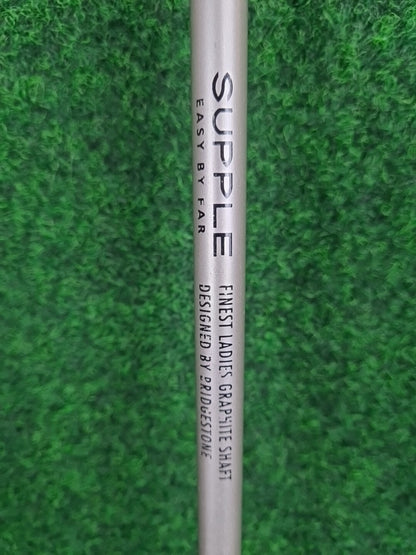 SUPPLE
EASY BY FAR
FINEST LADIES GRAPHITE SHAFT
DESIGNED BY BRIDGESTONE